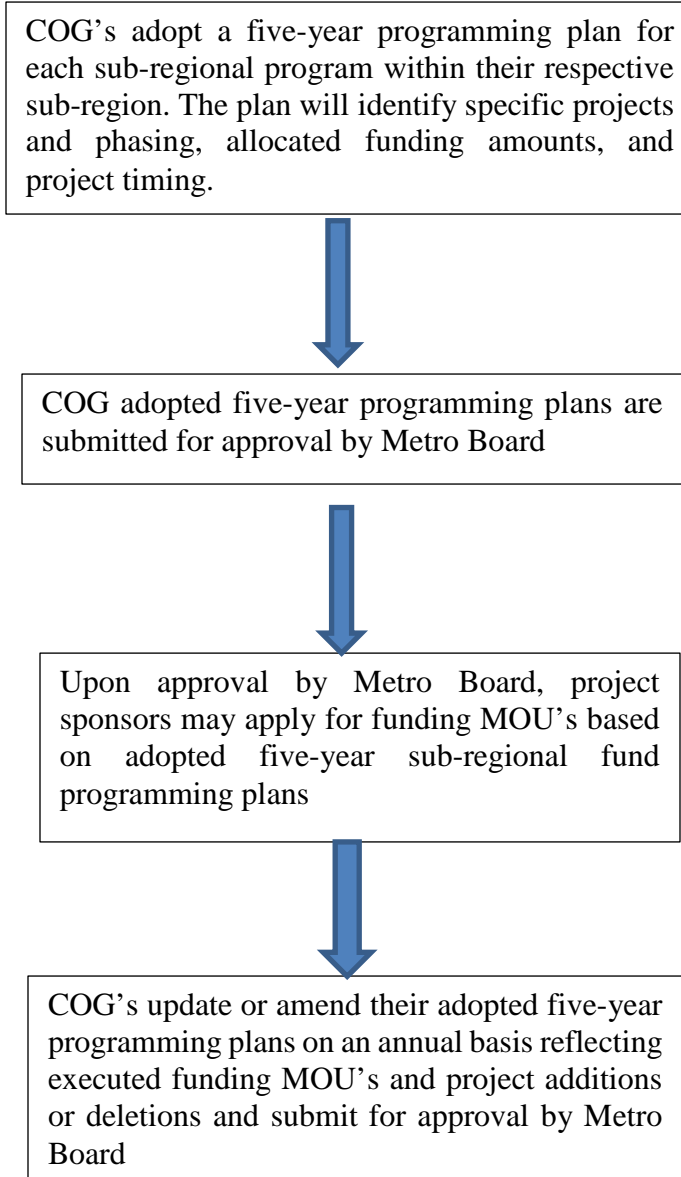 COG's adopt a five-year programming plan for
each sub-regional program within their respective
sub-region. The plan will identify specific projects
and phasing, allocated funding amounts, and
project timing.
COG adopted five-year programming plans are
submitted for approval by Metro Board
Upon approval by Metro Board, project
sponsors may apply for funding MOU's based
on adopted five-year sub-regional fund
programming plans
COG's update or amend their adopted five-year
programming plans on an annual basis reflecting
executed funding MOU's and project additions
or deletions and submit for approval by Metro
Board